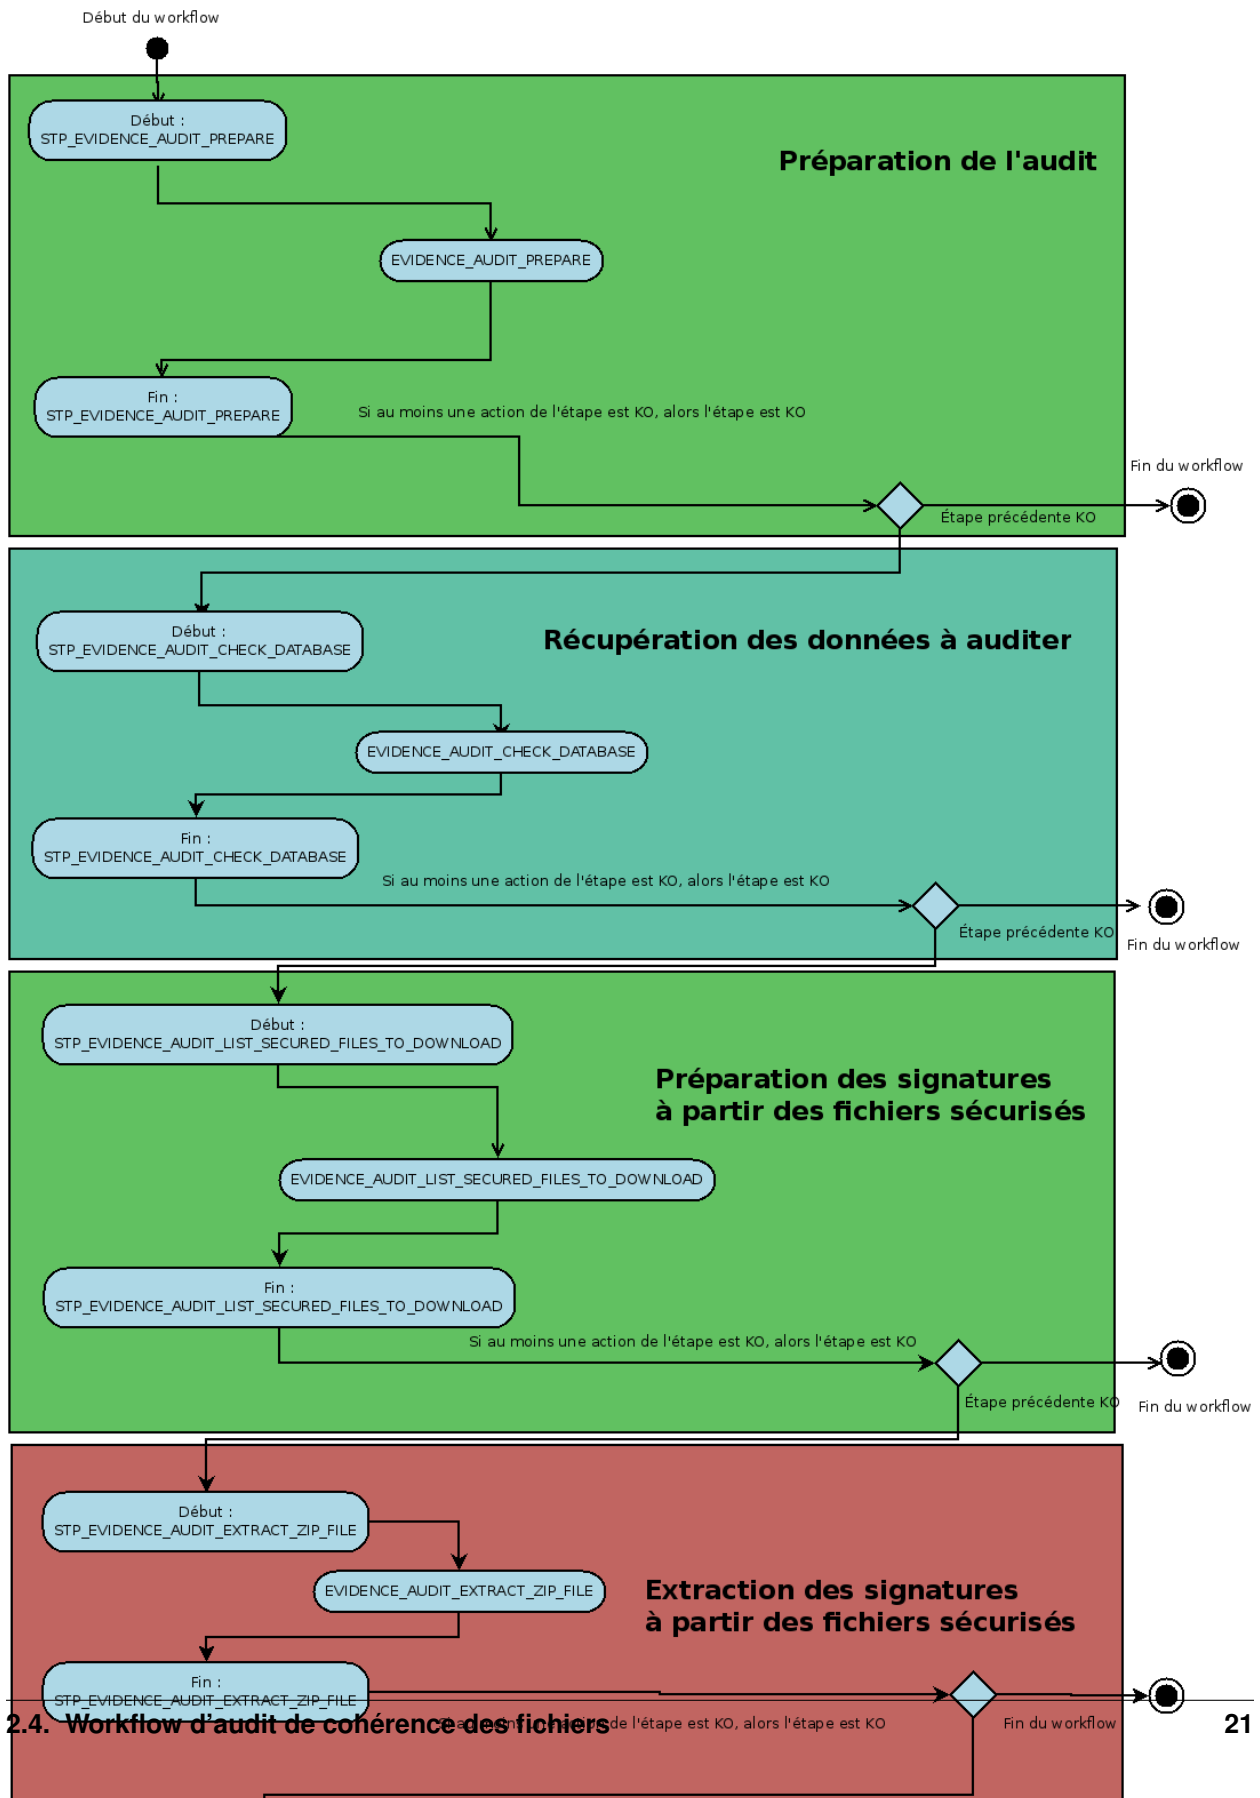 Début du workflow
Début :
STP_EVIDENCE_AUDIT_PREPARE
Préparation de l'audit
EVIDENCE_AUDIT_PREPARE
Fin :
STP_EVIDENCE_AUDIT_PREPARE
Si au moins une action de l'étape est KO, alors l'étape est KO
Fin du workflow
Étape précédente KO
Début :
STP_EVIDENCE_AUDIT_CHECK_DATABASE
Récupération des données à auditer
EVIDENCE_AUDIT_CHECK_DATABASE
Fin :
STP_EVIDENCE_AUDIT_CHECK_DATABASE
Si au moins une action de l'étape est KO, alors l'étape est KO
Étape précédente KO
Fin du workflow
Début :
STP_EVIDENCE_AUDIT_LIST_SECURED_FILES_TO_DOWNLOAD
Préparation des signatures
à partir des fichiers sécurisés
EVIDENCE_AUDIT_LIST_SECURED_FILES_TO_DOWNLOAD
Fin :
STP_EVIDENCE_AUDIT_LIST_SECURED_FILES_TO_DOWNLOAD
Si au moins une action de l'étape est KO, alors l'étape est KO
Étape précédente KO
Fin du workflow
Début :
STP_EVIDENCE_AUDIT_EXTRACT_ZIP_FILE
EVIDENCE_AUDIT_EXTRACT_ZIP_FILE
Extraction des signatures
à partir des fichiers sécurisés
Fin :
STP_EVIDENCE_AUDIT_EXTRACT_ZIP_FILE
Si au moins une action de l'étape est KO, alors l'étape est KO
Fin du workflow
2.4. Workflow d'audit de cohérence des fichiers
21